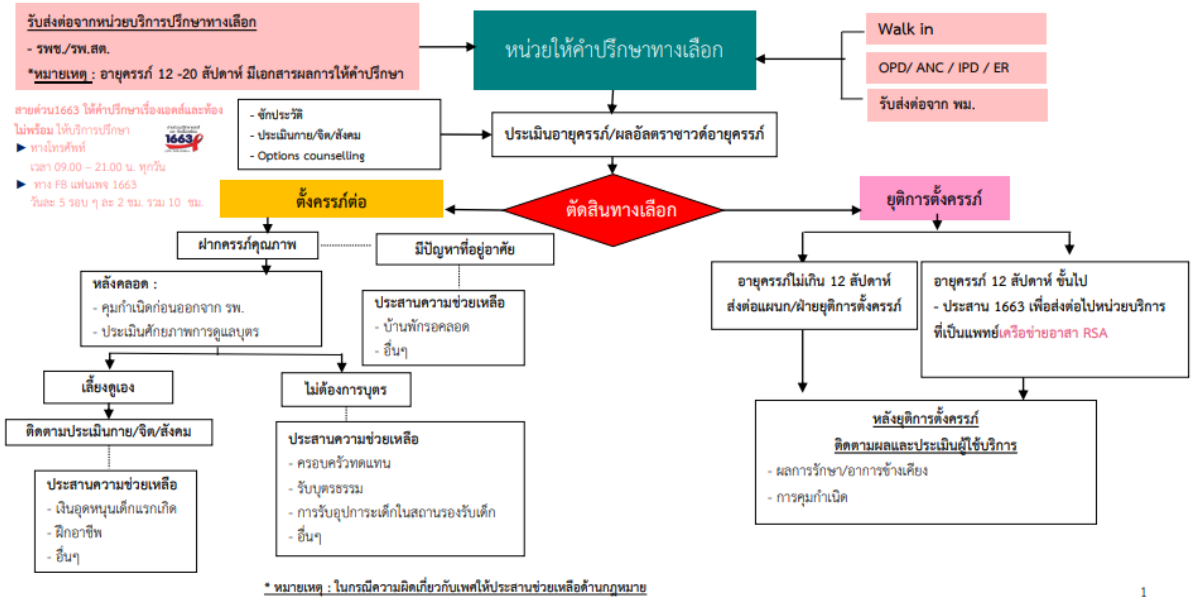 รับส่งต่อจากหน่วยบริการปรึกษาทางเลือก
- รพช./รพ.สต.
*หมายเหตุ : อายุครรภ์ 12 -20 สัปดาห์ มีเอกสารผลการให้คำปรึกษา
หน่วยให้คำปรึกษาทางเลือก
Walk in
OPD/ ANC / IPD / ER
รับส่งต่อจาก พม.
สายด่วน1663 ให้คำปรึกษาเรื่องเอดส์และท้อง
ไม่พร้อม ให้บริการปรึกษา
1663
▶ ทางโทรศัพท์
เวลา 09.00 – 21.00 น. ทุกวัน
▶ ทาง FB แฟนเพจ 1663
วันละ 5 รอบ ๆ ละ 2 ชม. รวม 10 ชม.
- ซักประวัติ
- ประเมินกาย/จิต/สังคม
- Options counselling
ประเมินอายุครรภ์/ผลอัลตราซาวด์อายุครรภ์
ตั้งครรภ์ต่อ
ตัดสินทางเลือก
ยุติการตั้งครรภ์
ฝากครรภ์คุณภาพ
มีปัญหาที่อยู่อาศัย
หลังคลอด :
- คุมกำเนิดก่อนออกจาก รพ.
- ประเมินศักยภาพการดูแลบุตร
ประสานความช่วยเหลือ
- บ้านพักรอคลอด
- อื่นๆ
อายุครรภ์ไม่เกิน 12 สัปดาห์
ส่งต่อแผนก/ฝ่ายยุติการตั้งครรภ์
อายุครรภ์ 12 สัปดาห์ ขั้นไป
- ประสาน 1663 เพื่อส่งต่อไปหน่วยบริการ
ที่เป็นแพทย์เครือข่ายอาสา RSA
เลี้ยงดูเอง
ไม่ต้องการบุตร
ติดตามประเมินกาย/จิต/สังคม
ประสานความช่วยเหลือ
- เงินอุดหนุนเด็กแรกเกิด
- ฝึกอาชีพ
- อื่นๆ
ประสานความช่วยเหลือ
- ครอบครัวทดแทน
- รับบุตรธรรม
- การรับอุปการะเด็กในสถานรองรับเด็ก
- อื่นๆ
หลังยุติการตั้งครรภ์
ติดตามผลและประเมินผู้ใช้บริการ
- ผลการรักษา/อาการข้างเคียง
- การคุมกำเนิด
* หมายเหตุ : ในกรณีความผิดเกี่ยวกับเพศให้ประสานช่วยเหลือด้านกฎหมาย
1